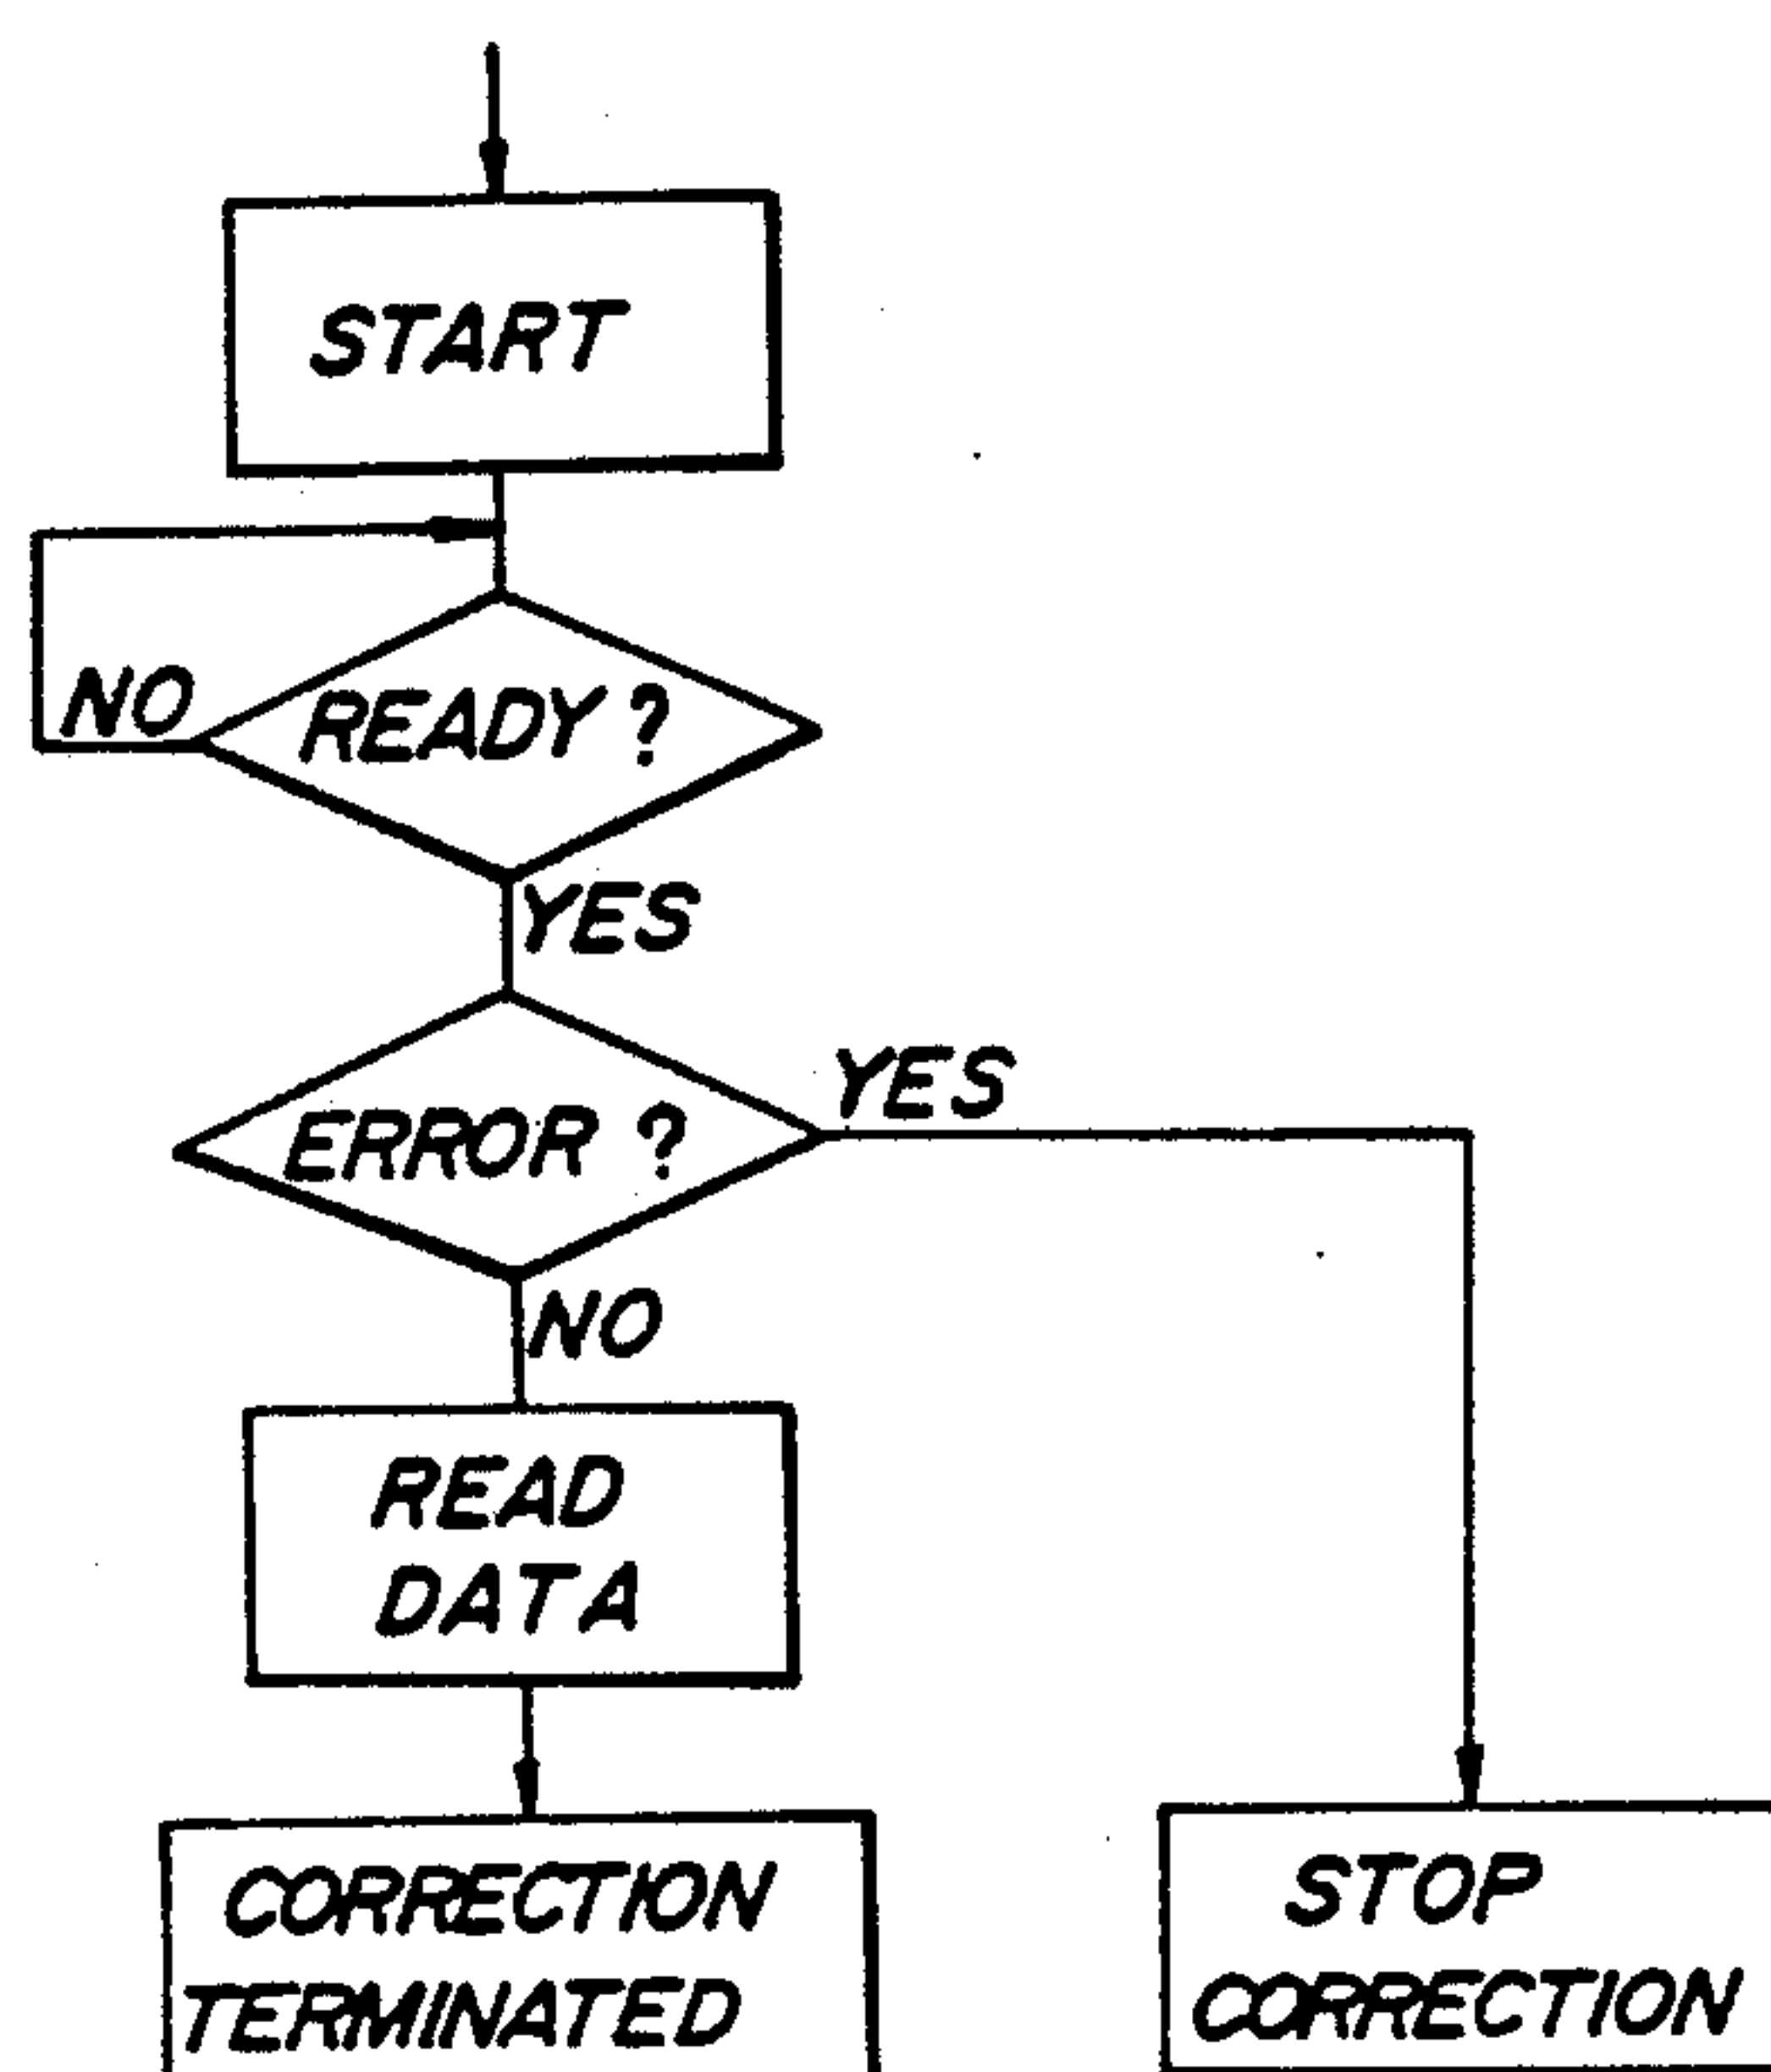 START
NO
READY ?
YES
ERROR ?
YES
NO
READ
DATA
CORRECTION
TERMINATED
STOP
CORRECTION